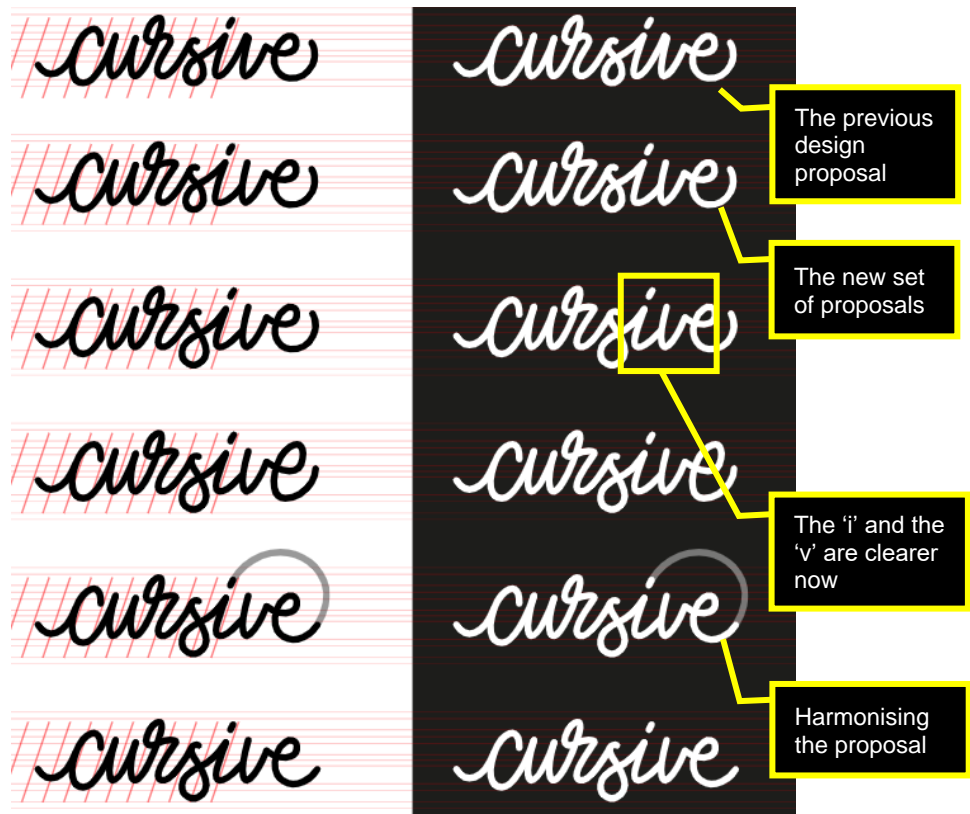 cursive cursive
The previous
design
proposal
cursive cursive
The new set
of proposals
cursive cursive
cursive cursive
The ‘i’ and the
‘v’ are clearer
now
cursive cursive
Harmonising
the proposal
cursive cursive